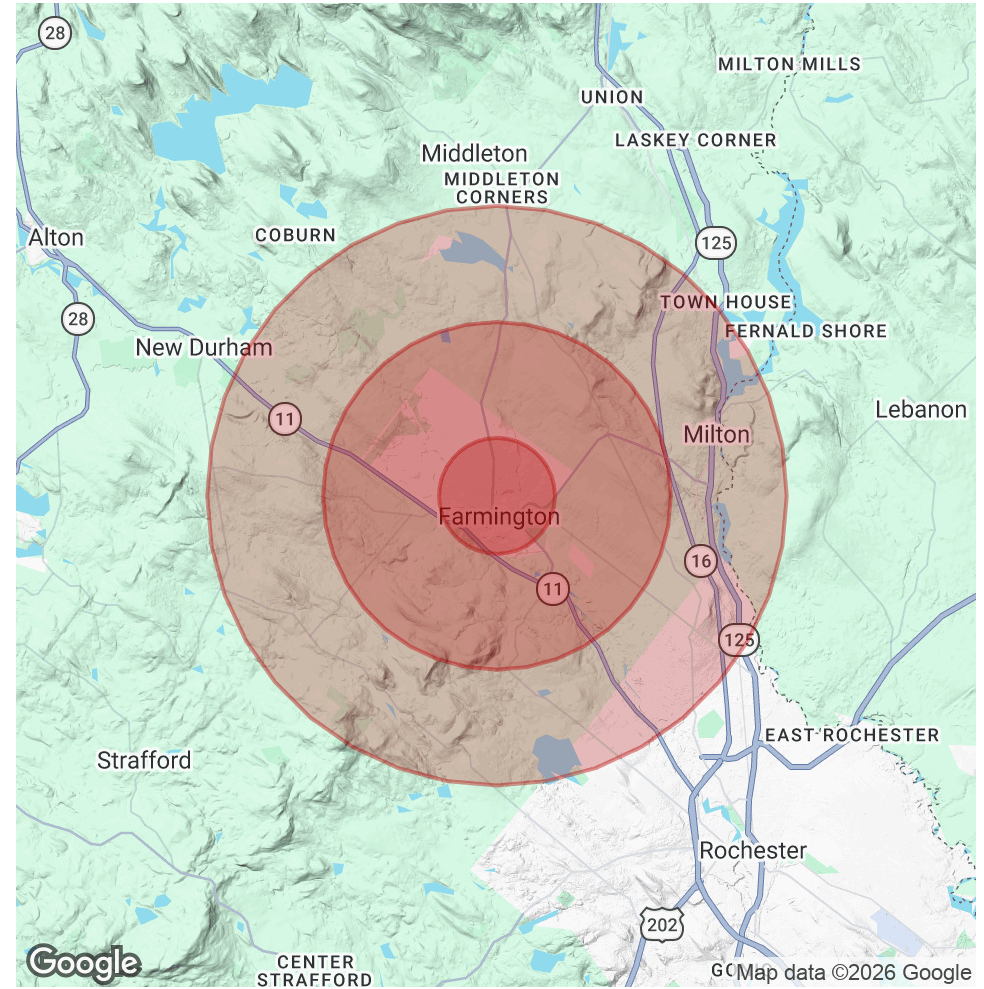 28
MILTON MILLS
UNION
LASKEY CORNER
Middleton
MIDDLETON
CORNERS
COBURN
Alton
125
28
TOWN HOUSE
FERNALD SHORE
New Durham
11
Lebanon
Milton
Farmington
16
11
125
EAST ROCHESTER
Strafford
Rochester
202
CENTER
STRAFFORD
Google
Map data ©2026 Google